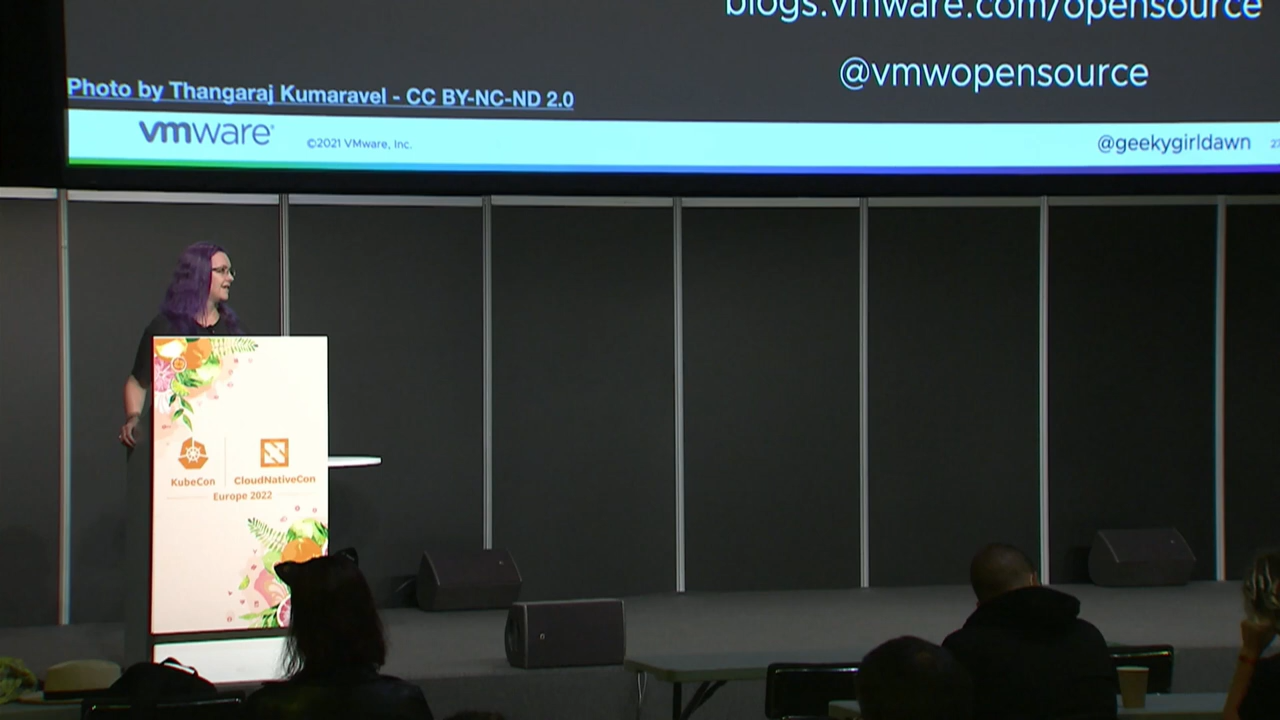 blogs.vmware.com/opensource
@vmwopensource
Photo by Thangaraj Kumaravel - CC BY-NC-ND 2.0
vmware®
©2021 VMware, Inc.
@geekygirldawn
KubeCon
CloudNativeCon
Europe 2022